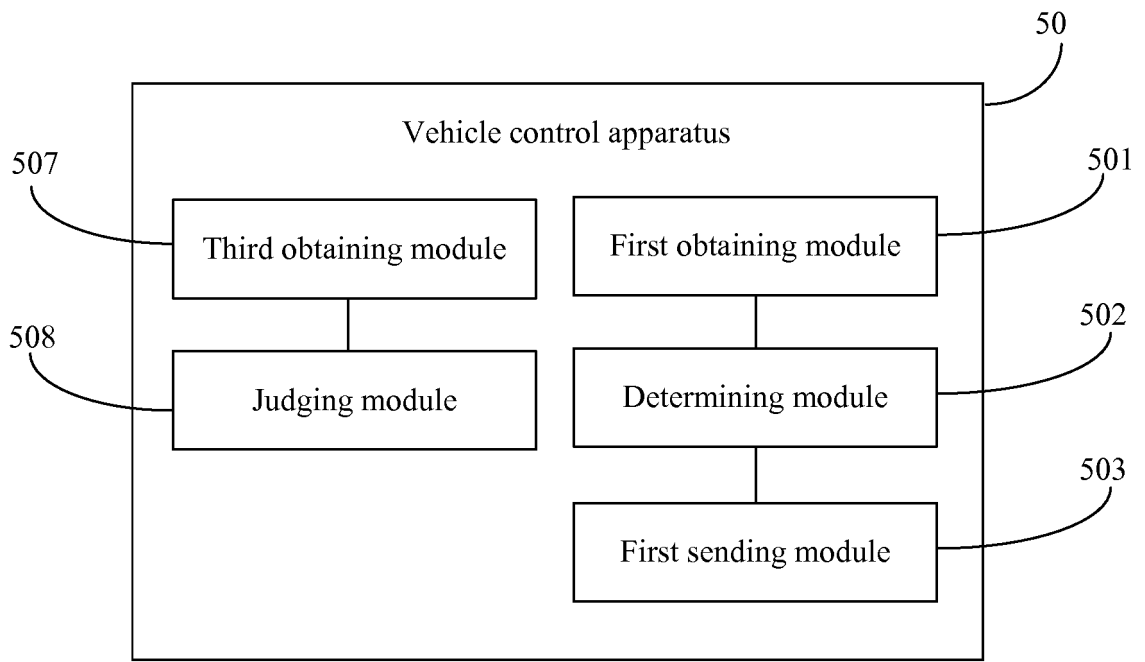 50
Vehicle control apparatus
507
501
Third obtaining module
First obtaining module
508
502
Judging module
Determining module
503
First sending module